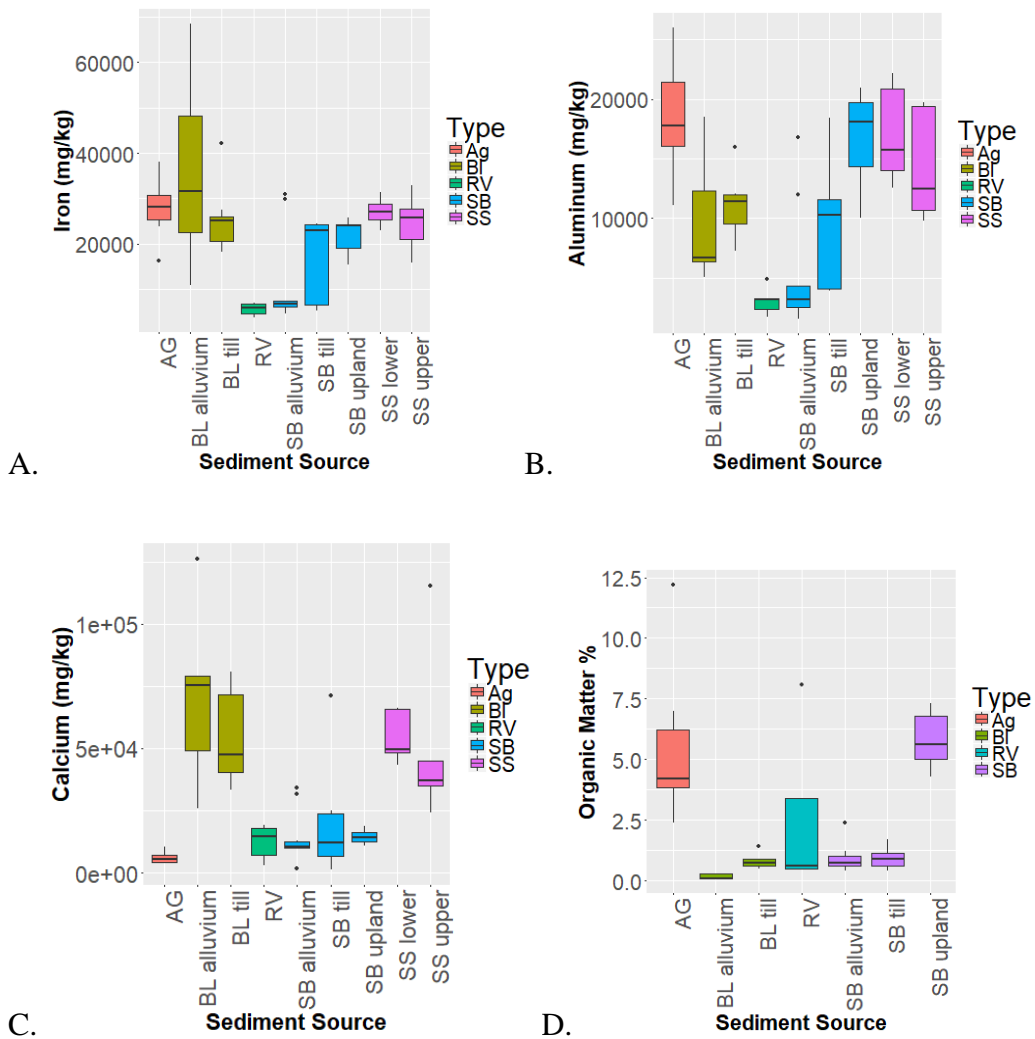 Iron (mg/kg)
60000
40000
20000
AG
BL alluvium
BL till
RV
SB alluvium
SB till
SB upland
SS lower
SS upper
Sediment Source
Type
Ag
Bl
RV
SB
SS
A.
Aluminum (mg/kg)
20000
10000
AG
BL alluvium
BL till
RV
SB alluvium
SB till
SB upland
SS lower
SS upper
Sediment Source
Type
Ag
Bl
RV
SB
SS
B.
Calcium (mg/kg)
1e+05
5e+04
0e+00
AG
BL alluvium
BL till
RV
SB alluvium
SB till
SB upland
SS lower
SS upper
Sediment Source
Type
Ag
Bl
RV
SB
SS
C.
Organic Matter %
12.5
10.0
7.5
5.0
2.5
0.0
AG
BL alluvium
BL till
RV
SB alluvium
SB till
SB upland
Sediment Source
Type
Ag
Bl
RV
SB
D.